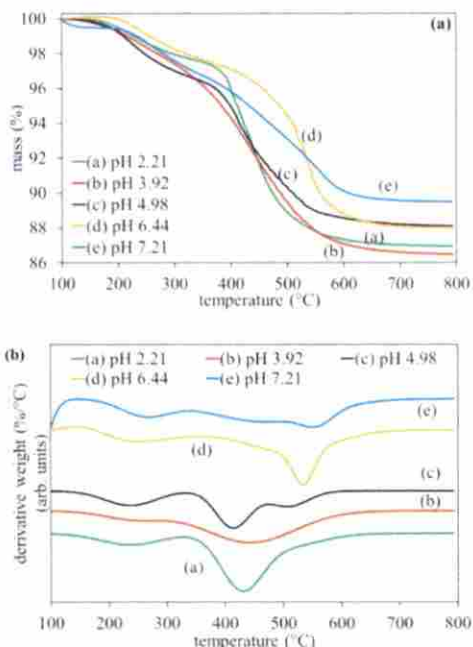 100
(a)
98
96
94
92
90
88
86
mass (%)
(d)
(c)
(e)
(a) pH 2.21
(b) pH 3.92
(c) pH 4.98
(d) pH 6.44
(e) pH 7.21
(a)
(b)
100 200 300 400 500 600 700 800
temperature (°C)
(b)
(a) pH 2.21 (b) pH 3.92 (c) pH 4.98
(d) pH 6.44 (e) pH 7.21
derivative weight (%/°C)
(arb. units)
(e)
(d)
(c)
(b)
(a)
100 200 300 400 500 600 700 800
temperature (°C)